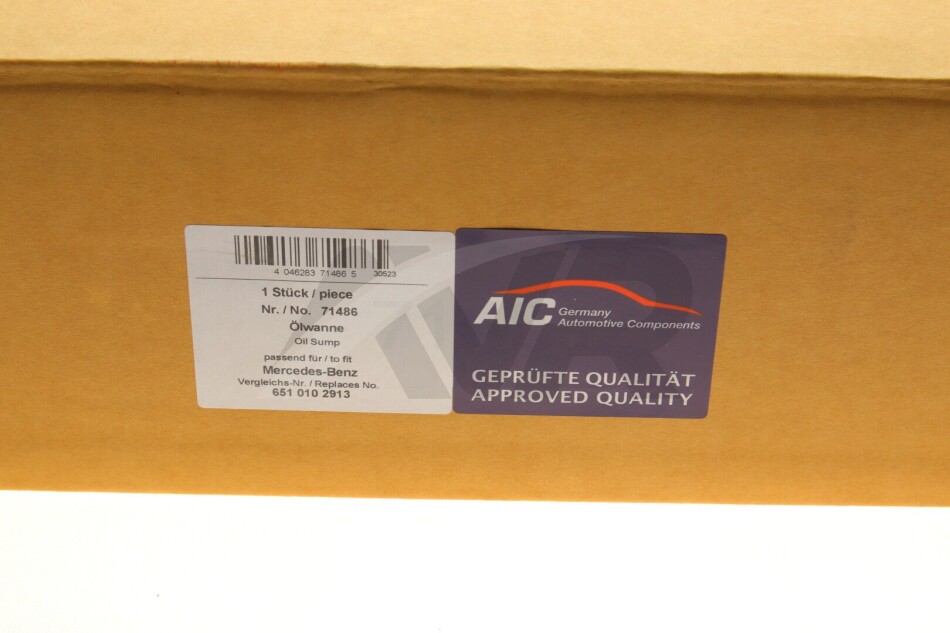 4 046283 71486 5 30523
1 Stück / piece
Nr. / No. 71486
Ölwanne
Oil Sump
passend für / to fit
Mercedes-Benz
Vergleichs-Nr. / Replaces No.
651 010 2913
AIC Germany
Automotive Components
GEPRÜFTE QUALITÄT
APPROVED QUALITY